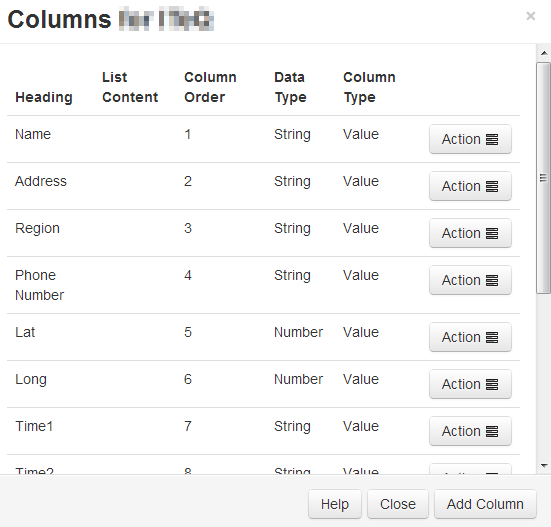 Columns
×
Heading List Content Column Order Data Type Column Type
Name 1 String Value Action
Address 2 String Value Action
Region 3 String Value Action
Phone Number 4 String Value Action
Lat 5 Number Value Action
Long 6 Number Value Action
Time1 7 String Value Action
Time2 8 String Value Action
Help Close Add Column